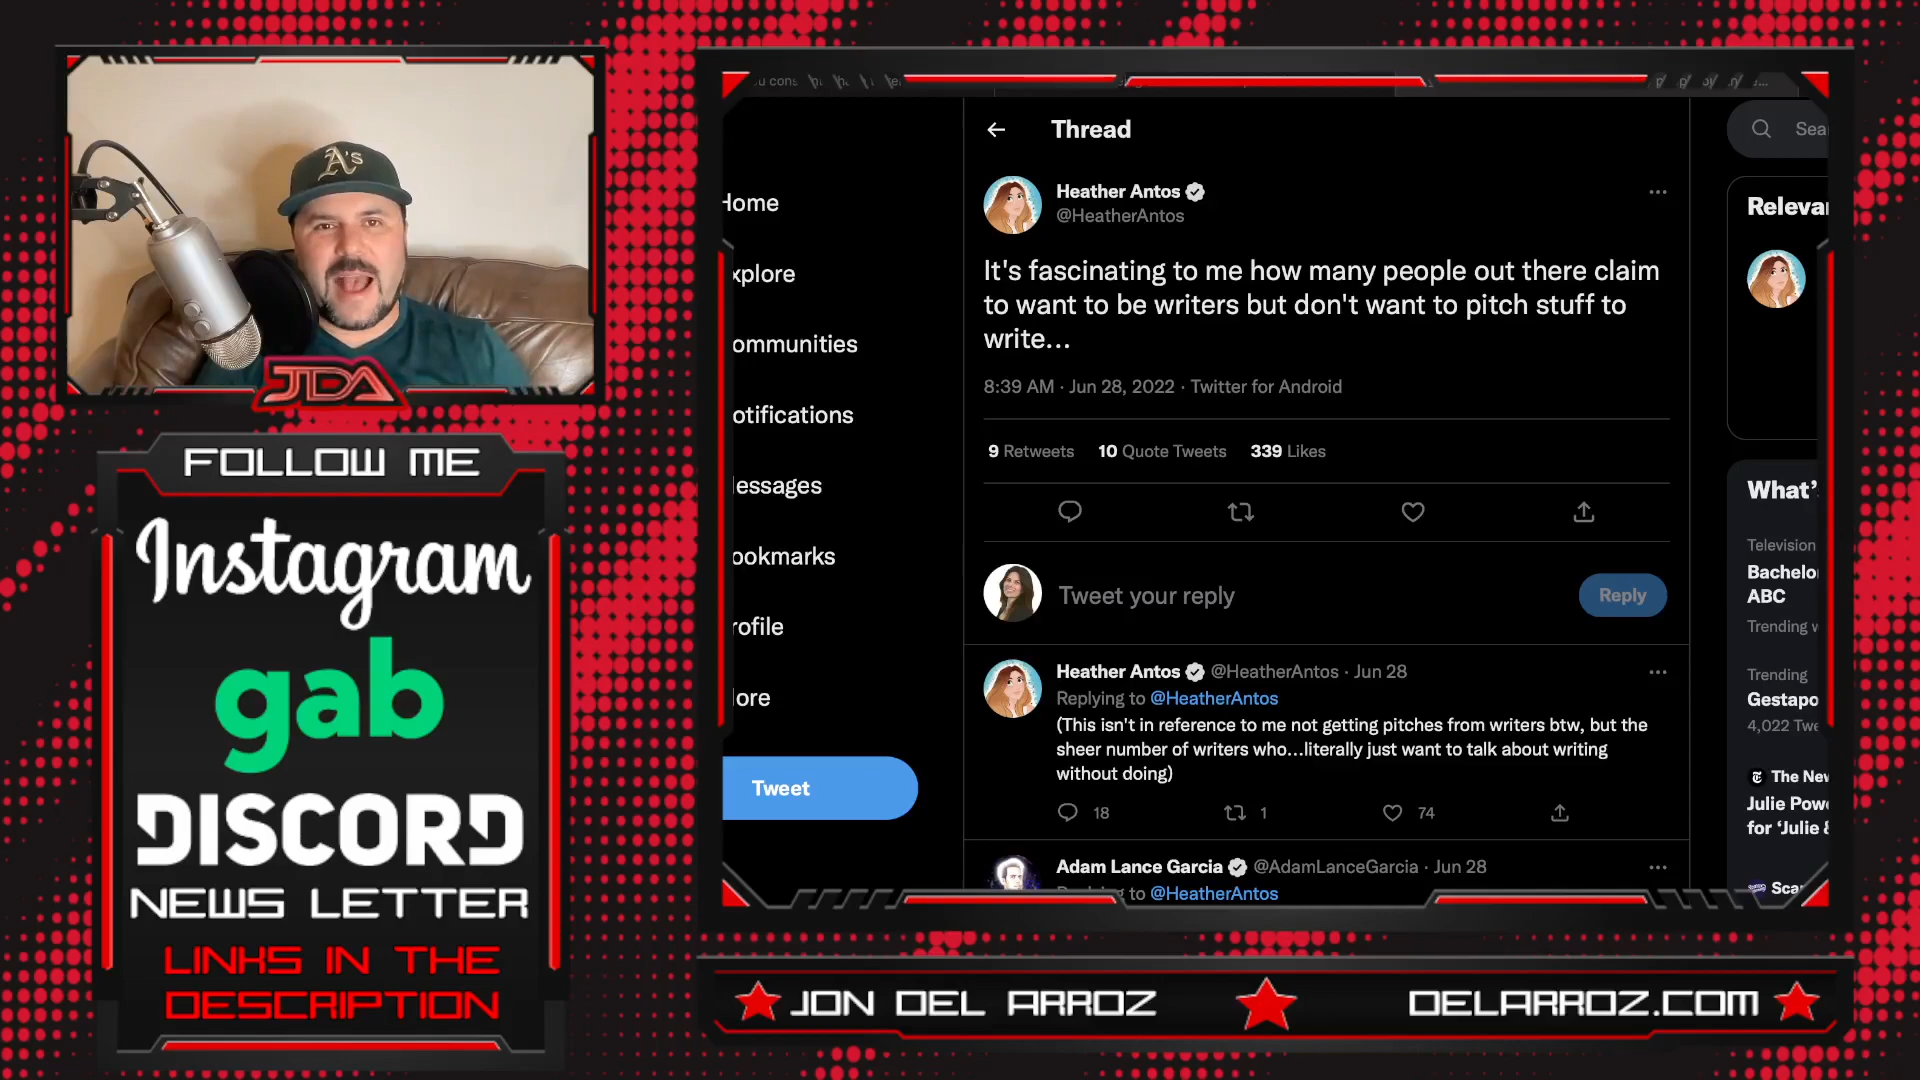 A's
JDA
FOLLOW ME
Instagram
gab
DISCORD
NEWS LETTER
LINKS IN THE
DESCRIPTION
Home
xplore
ommunities
otifications
essages
ookmarks
rofile
ore
Tweet
Thread
Heather Antos
@HeatherAntos
It's fascinating to me how many people out there claim
to want to be writers but don't want to pitch stuff to
write...
8:39 AM · Jun 28, 2022 · Twitter for Android
9 Retweets 10 Quote Tweets 339 Likes
Tweet your reply
Reply
Heather Antos @HeatherAntos · Jun 28
Replying to @HeatherAntos
(This isn't in reference to me not getting pitches from writers btw, but the
sheer number of writers who...literally just want to talk about writing
without doing)
18 1 74
Adam Lance Garcia @AdamLanceGarcia · Jun 28
Replying to @HeatherAntos
Sea
Releva
What's
Television
Bachelo
ABC
Trending w
Trending
Gestapo
4,022 Twe
The New
Julie Pow
for 'Julie &
Sca
JON DEL ARROZ
DELARROZ.COM